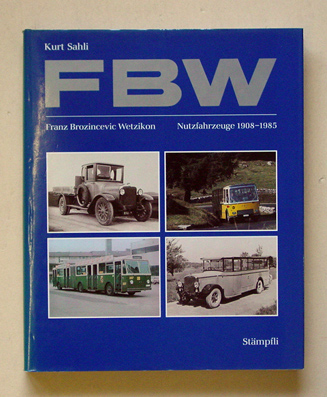 Kurt Sahli
FBW
Franz Brozincevic Wetzikon Nutzfahrzeuge 1908–1985
Stämpfli